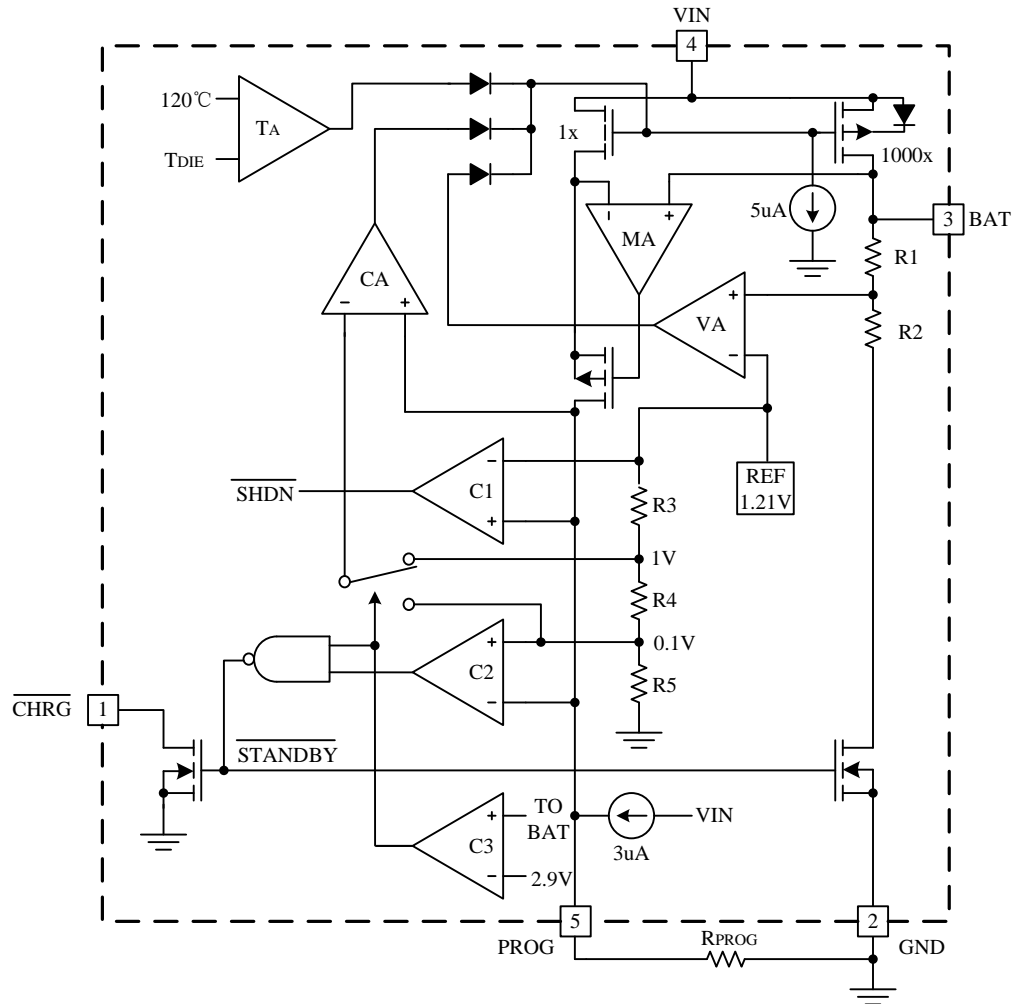 VIN
4
120℃
TA
TDIE
1x
1000x
5uA
3
BAT
MA
R1
CA
− +
VA
+
−
R2
REF
1.21V
SHDN
C1
−
+
R3
1V
R4
0.1V
C2
+
−
R5
CHRG
1
STANDBY
C3
+
−
TO
BAT
2.9V
3uA
VIN
5
PROG
RPROG
2
GND